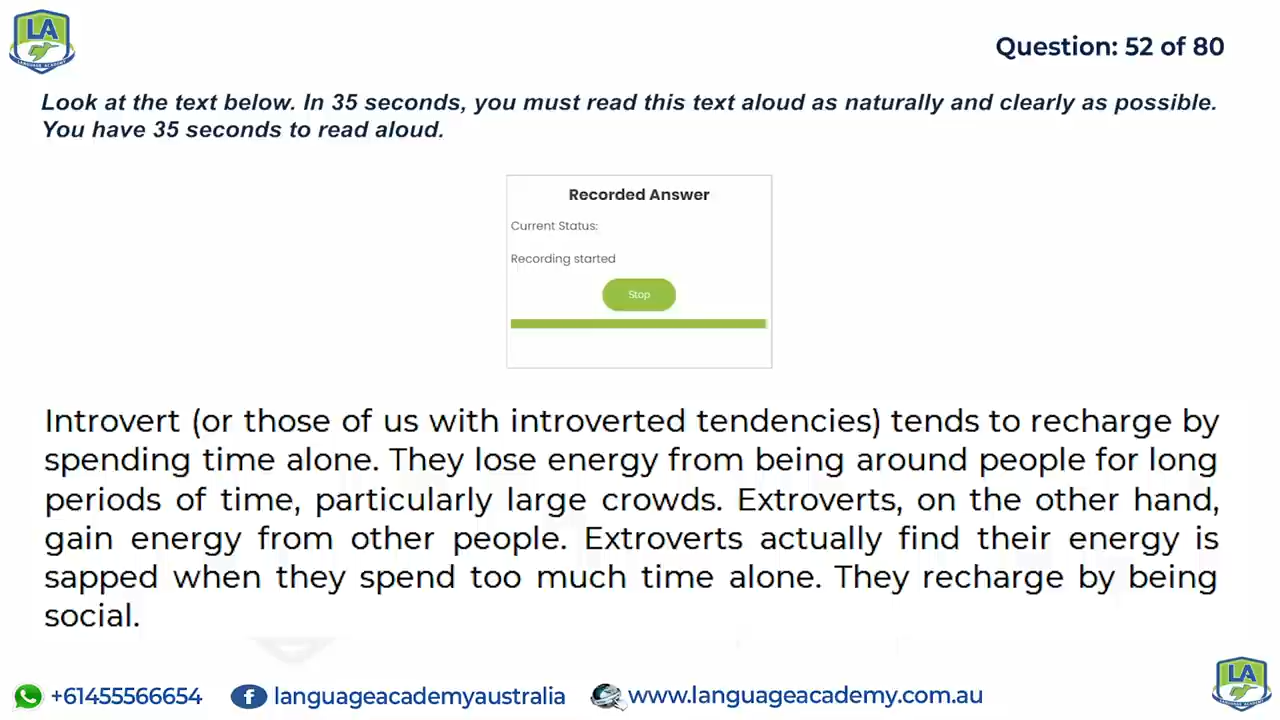 LA
LANGUAGE ACADEMY
Question: 52 of 80
Look at the text below. In 35 seconds, you must read this text aloud as naturally and clearly as possible.
You have 35 seconds to read aloud.
Recorded Answer
Current Status:
Recording started
Stop
Introvert (or those of us with introverted tendencies) tends to recharge by
spending time alone. They lose energy from being around people for long
periods of time, particularly large crowds. Extroverts, on the other hand,
gain energy from other people. Extroverts actually find their energy is
sapped when they spend too much time alone. They recharge by being
social.
+61455566654
languageacademyaustralia
www.languageacademy.com.au
LA
LANGUAGE ACADEMY